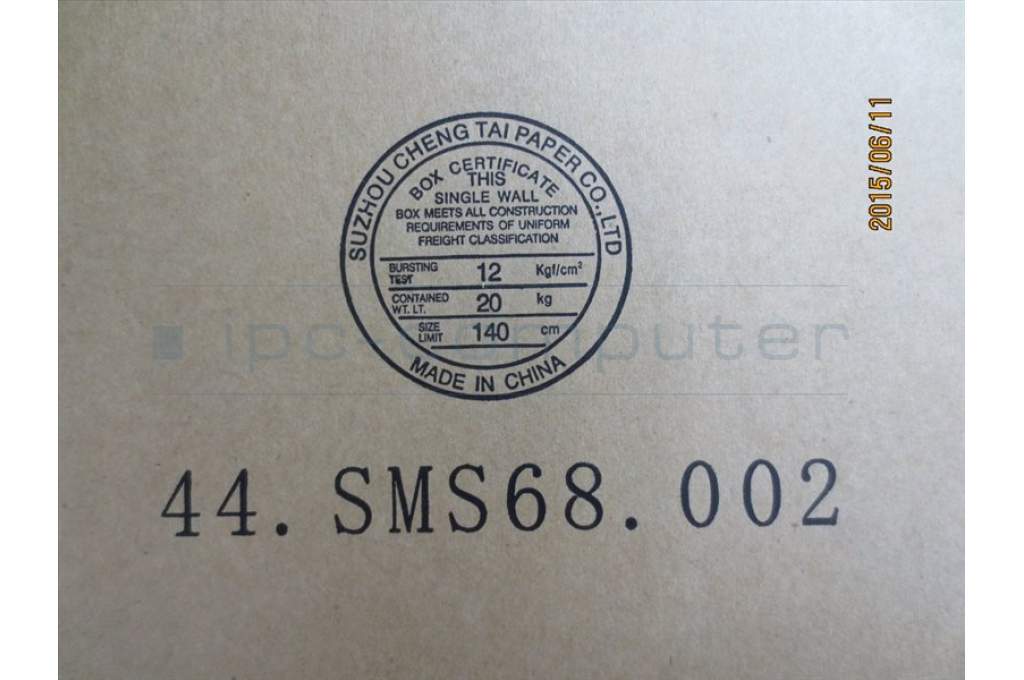 2015/06/11
SUZHOU CHENG TAI PAPER CO., LTD
BOX CERTIFICATE
THIS
SINGLE WALL
BOX MEETS ALL CONSTRUCTION
REQUIREMENTS OF UNIFORM
FREIGHT CLASSIFICATION
BURSTING TEST 12 Kgf/cm²
CONTAINED WT. LT. 20 kg
SIZE LIMIT 140 cm
MADE IN CHINA
ipc-computer
44.SMS68.002